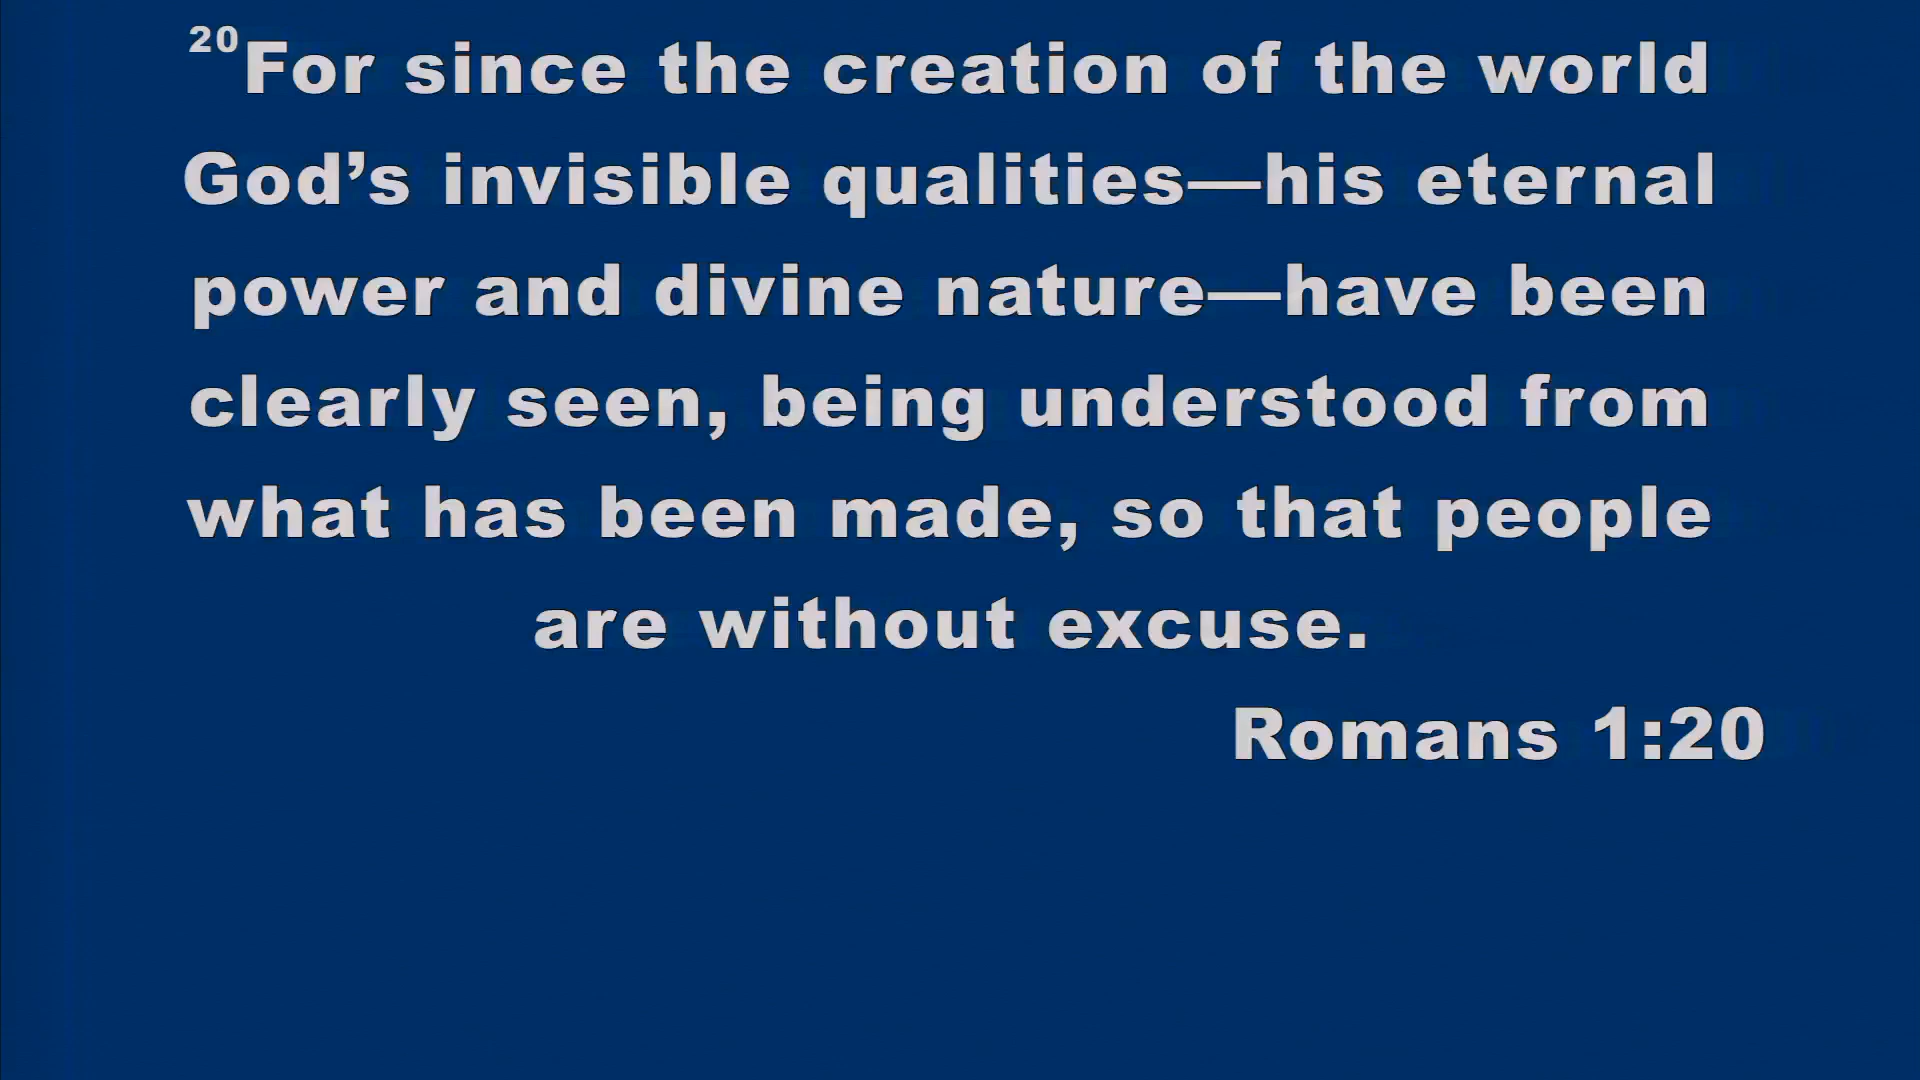 20For since the creation of the world
God’s invisible qualities—his eternal
power and divine nature—have been
clearly seen, being understood from
what has been made, so that people
are without excuse.
Romans 1:20